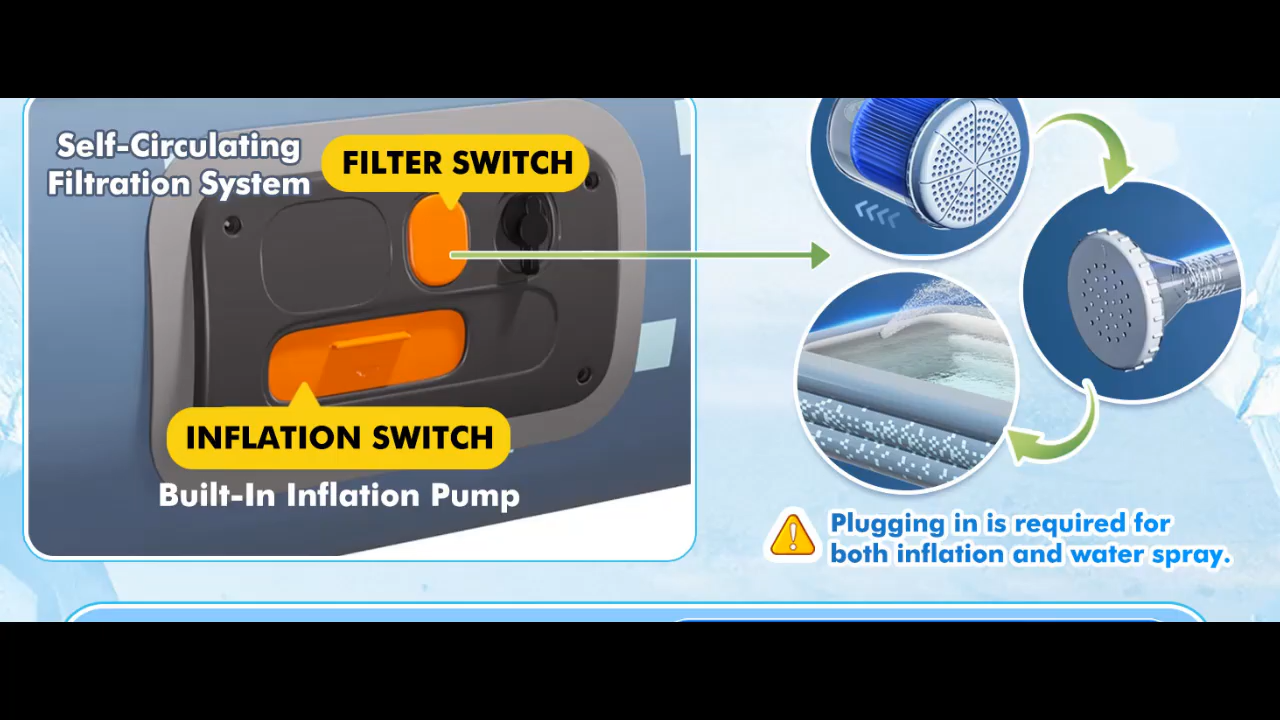 Self-Circulating
Filtration System
FILTER SWITCH
INFLATION SWITCH
Built-In Inflation Pump
Plugging in is required for
both inflation and water spray.